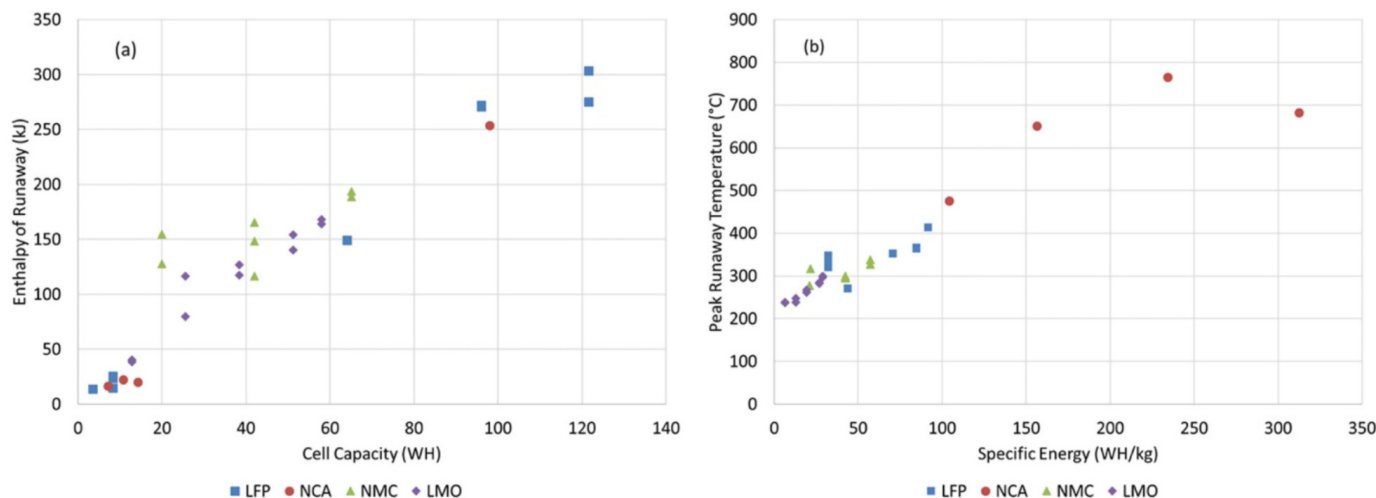 (a)
Enthalpy of Runaway (kJ)
350
300
250
200
150
100
50
0
0 20 40 60 80 100 120 140
Cell Capacity (WH)
LFP NCA NMC LMO
(b)
Peak Runaway Temperature (°C)
900
800
700
600
500
400
300
200
100
0
0 50 100 150 200 250 300 350
Specific Energy (WH/kg)
LFP NCA NMC LMO